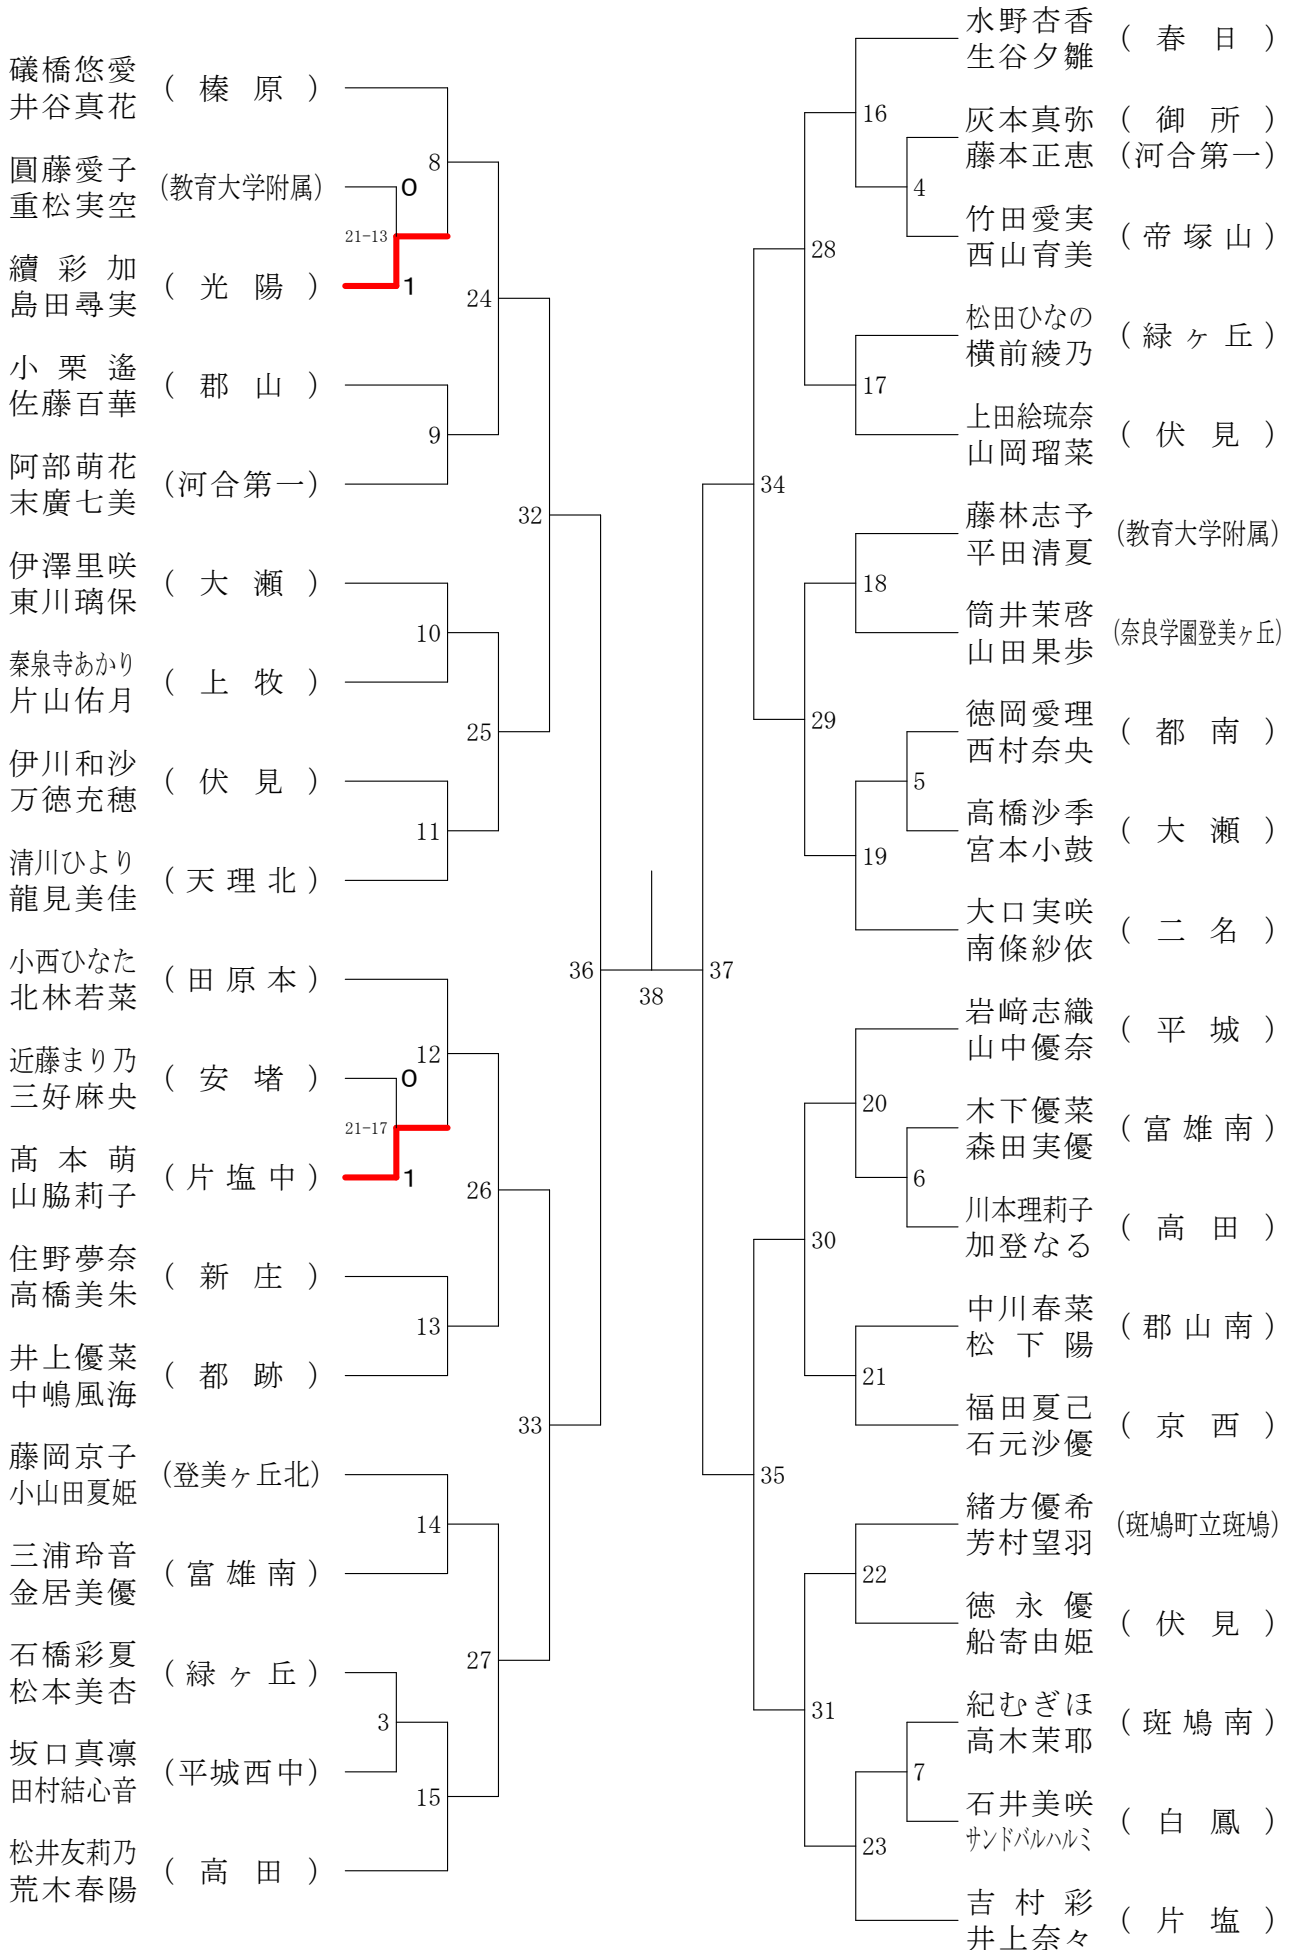 礒橋悠愛
井谷真花
( 榛 原 )
圓藤愛子
重松実空
(教育大学附属)
0
21-13
續 彩 加
島田尋実
( 光 陽 )
1
8
小 栗 遙
佐藤百華
( 郡 山 )
阿部萌花
末廣七美
(河合第一)
9
24
伊澤里咲
東川璃保
( 大 瀬 )
秦泉寺あかり
片山佑月
( 上 牧 )
10
伊川和沙
万徳充穂
( 伏 見 )
清川ひより
龍見美佳
( 天 理 北 )
11
25
32
小西ひなた
北林若菜
( 田 原 本 )
近藤まり乃
三好麻央
( 安 堵 )
0
21-17
髙 本 萌
山脇莉子
( 片 塩 中 )
1
12
住野夢奈
高橋美朱
( 新 庄 )
井上優菜
中嶋風海
( 都 跡 )
13
26
藤岡京子
小山田夏姫
(登美ヶ丘北)
三浦玲音
金居美優
( 富 雄 南 )
14
石橋彩夏
松本美杏
( 緑 ヶ 丘 )
坂口真凛
田村結心音
(平城西中)
3
松井友莉乃
荒木春陽
( 高 田 )
15
27
33
36
38
37
水野杏香
生谷夕雛
( 春 日 )
16
灰本真弥
( 御 所 )
藤本正恵
(河合第一)
4
竹田愛実
西山育美
( 帝 塚 山 )
28
松田ひなの
横前綾乃
( 緑 ヶ 丘 )
17
上田絵琉奈
山岡瑠菜
( 伏 見 )
34
藤林志予
平田清夏
(教育大学附属)
18
筒井茉啓
山田果歩
(奈良学園登美ヶ丘)
29
徳岡愛理
西村奈央
( 都 南 )
5
高橋沙季
宮本小鼓
( 大 瀬 )
19
大口実咲
南條紗依
( 二 名 )
岩﨑志織
山中優奈
( 平 城 )
20
木下優菜
森田実優
( 富 雄 南 )
6
川本理莉子
加登なる
( 高 田 )
30
中川春菜
松 下 陽
( 郡 山 南 )
21
福田夏己
石元沙優
( 京 西 )
35
緒方優希
芳村望羽
(斑鳩町立斑鳩)
22
徳 永 優
船寄由姫
( 伏 見 )
31
紀むぎほ
高木茉耶
( 斑 鳩 南 )
7
石井美咲
サンドバルハルミ
( 白 鳳 )
23
吉 村 彩
井上奈々
( 片 塩 )